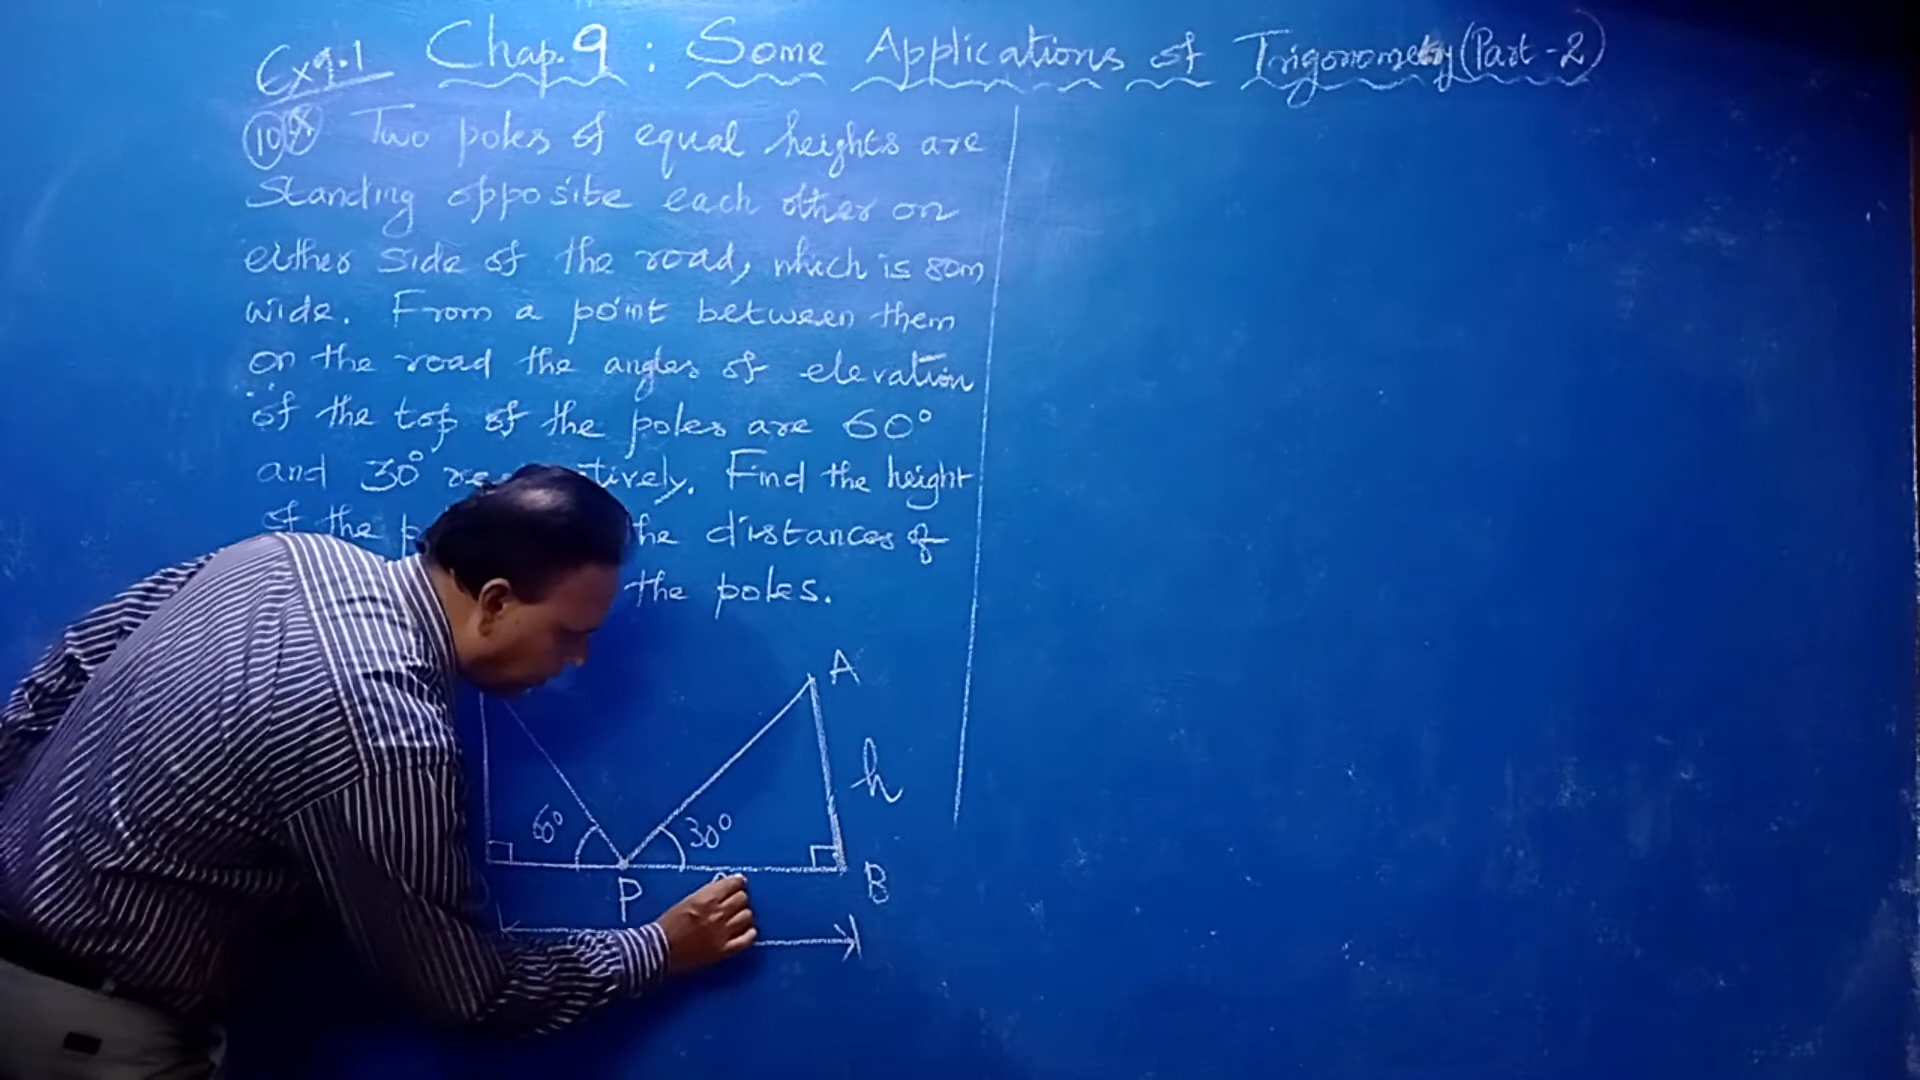 Ex 9.1 Chap. 9 : Some Applications of Trigonometry (Part -2)
10 Two poles of equal heights are
Standing opposite each other on
either side of the road, which is 80m
wide. From a point between them
on the road the angles of elevation
of the top of the poles are 60°
and 30° Find the height
of the the distances of
the poles.
A
h
60° 30°
P B